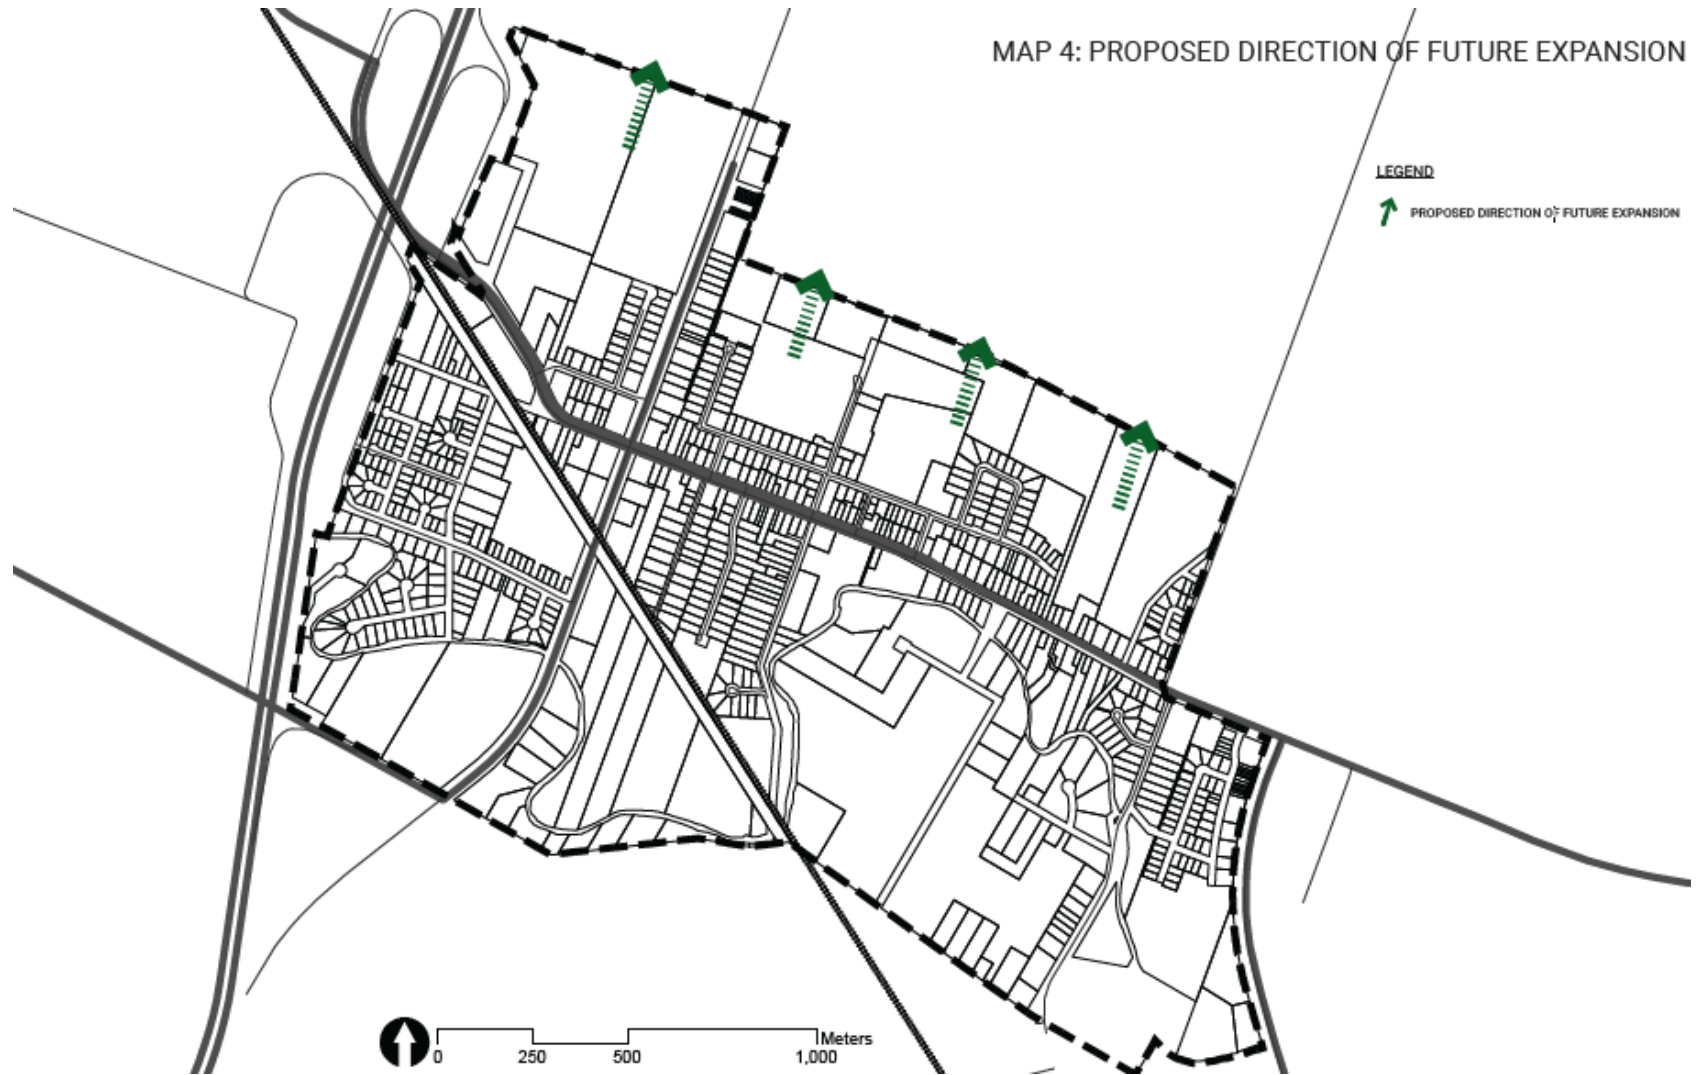 MAP 4: PROPOSED DIRECTION OF FUTURE EXPANSION
LEGEND
PROPOSED DIRECTION OF FUTURE EXPANSION
Meters
0 250 500 1,000